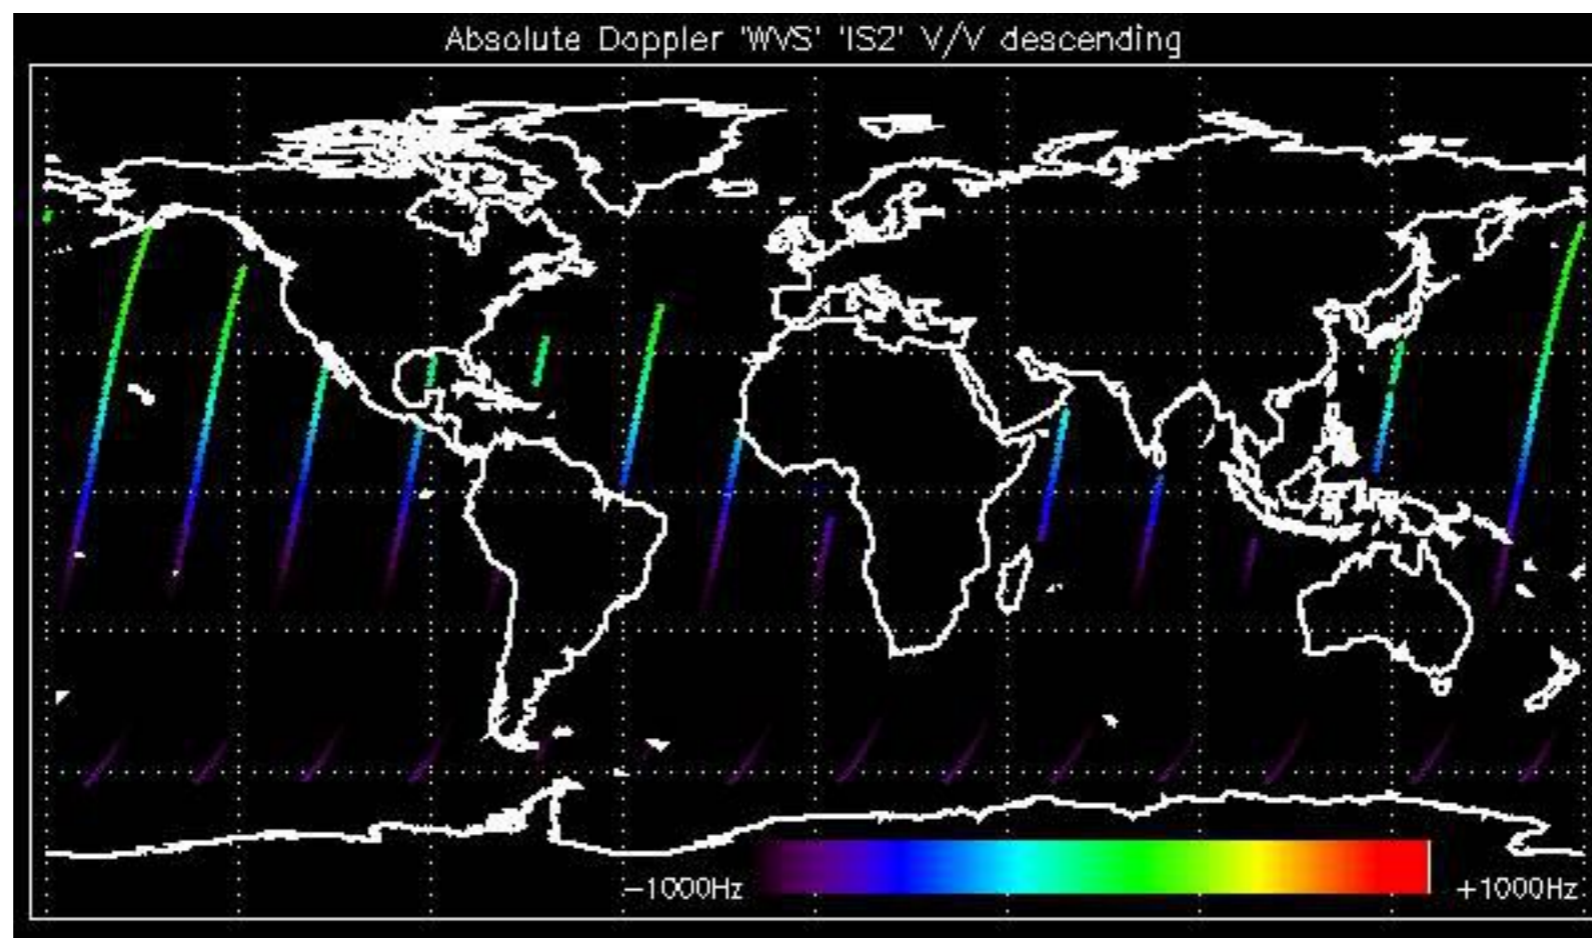 Absolute Doppler 'WVS' 'IS2' V/V descending
−1000Hz
+1000Hz